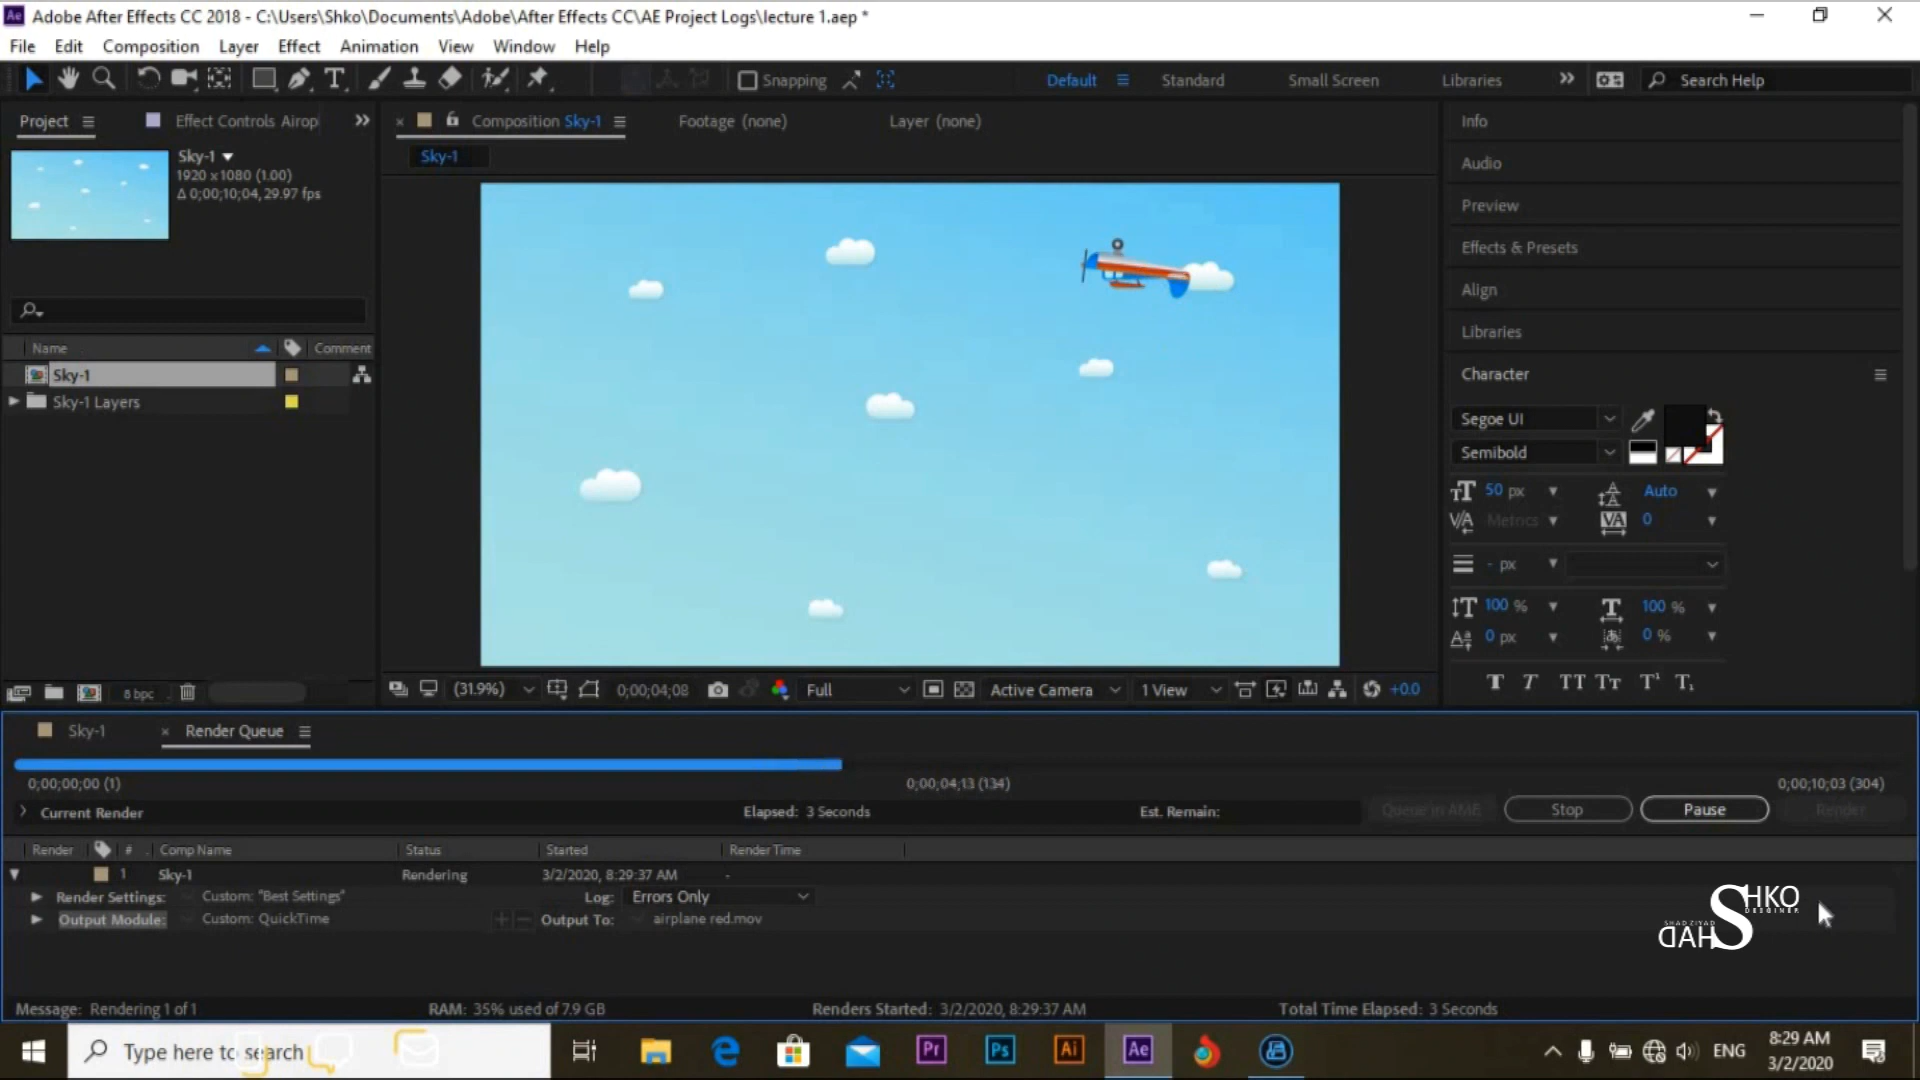 Adobe After Effects CC 2018 - C:\Users\Shko\Documents\Adobe\After Effects CC\AE Project Logs\lecture 1.aep *
File Edit Composition Layer Effect Animation View Window Help
Snapping Default Standard Small Screen Libraries Search Help
Project Effect Controls Airop
Sky-1
1920 x 1080 (1.00)
Δ 0;00;10;04, 29.97 fps
Name Comment
Sky-1
Sky-1 Layers
8 bpc
Composition Sky-1 Footage (none) Layer (none)
Sky-1
(31.9%) 0;00;04;08 Full Active Camera 1 View +0.0
Info
Audio
Preview
Effects & Presets
Align
Libraries
Character
Segoe UI
Semibold
50 px Auto
Metrics 0
- px
100 % 100 %
0 px 0 %
T T TT Tt T¹ T₁
Sky-1 Render Queue
0;00;00;00 (1) 0;00;04;13 (134) 0;00;10;03 (304)
Current Render Elapsed: 3 Seconds Est. Remain: Queue in AME Stop Pause Render
Render # Comp Name Status Started Render Time
1 Sky-1 Rendering 3/2/2020, 8:29:37 AM -
Render Settings: Custom: "Best Settings" Log: Errors Only
Output Module: Custom: QuickTime Output To: airplane red.mov
SHKO
DESGINER
SHADZIYAD
Message: Rendering 1 of 1 RAM: 35% used of 7.9 GB Renders Started: 3/2/2020, 8:29:37 AM Total Time Elapsed: 3 Seconds
Type here to search Pr Ps Ai Ae ENG 8:29 AM
3/2/2020